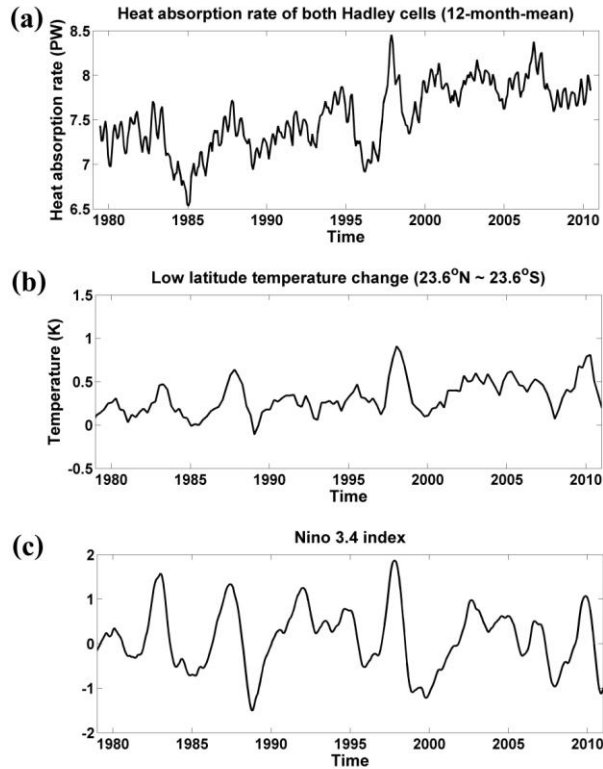 (a)
Heat absorption rate of both Hadley cells (12-month-mean)
Heat absorption rate (PW)
8.5
8
7.5
7
6.5
1980 1985 1990 1995 2000 2005 2010
Time
(b)
Low latitude temperature change (23.6°N ~ 23.6°S)
Temperature (K)
1.5
1
0.5
0
-0.5
1980 1985 1990 1995 2000 2005 2010
Time
(c)
Nino 3.4 index
2
1
0
-1
-2
1980 1985 1990 1995 2000 2005 2010
Time